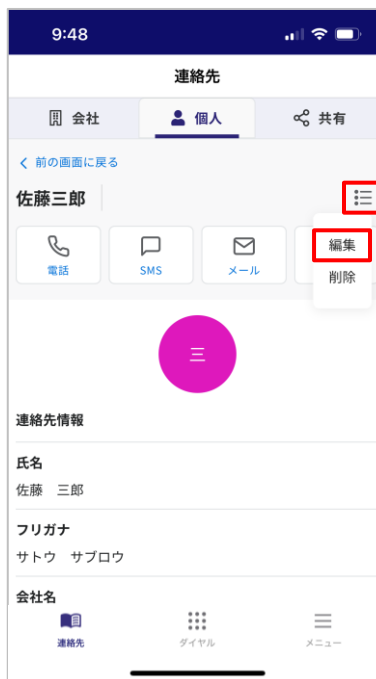 9:48
連絡先
会社 個人 共有
前の画面に戻る
佐藤三郎
電話 SMS メール
編集
削除
三
連絡先情報
氏名
佐藤 三郎
フリガナ
サトウ サブロウ
会社名
連絡先 ダイヤル メニュー